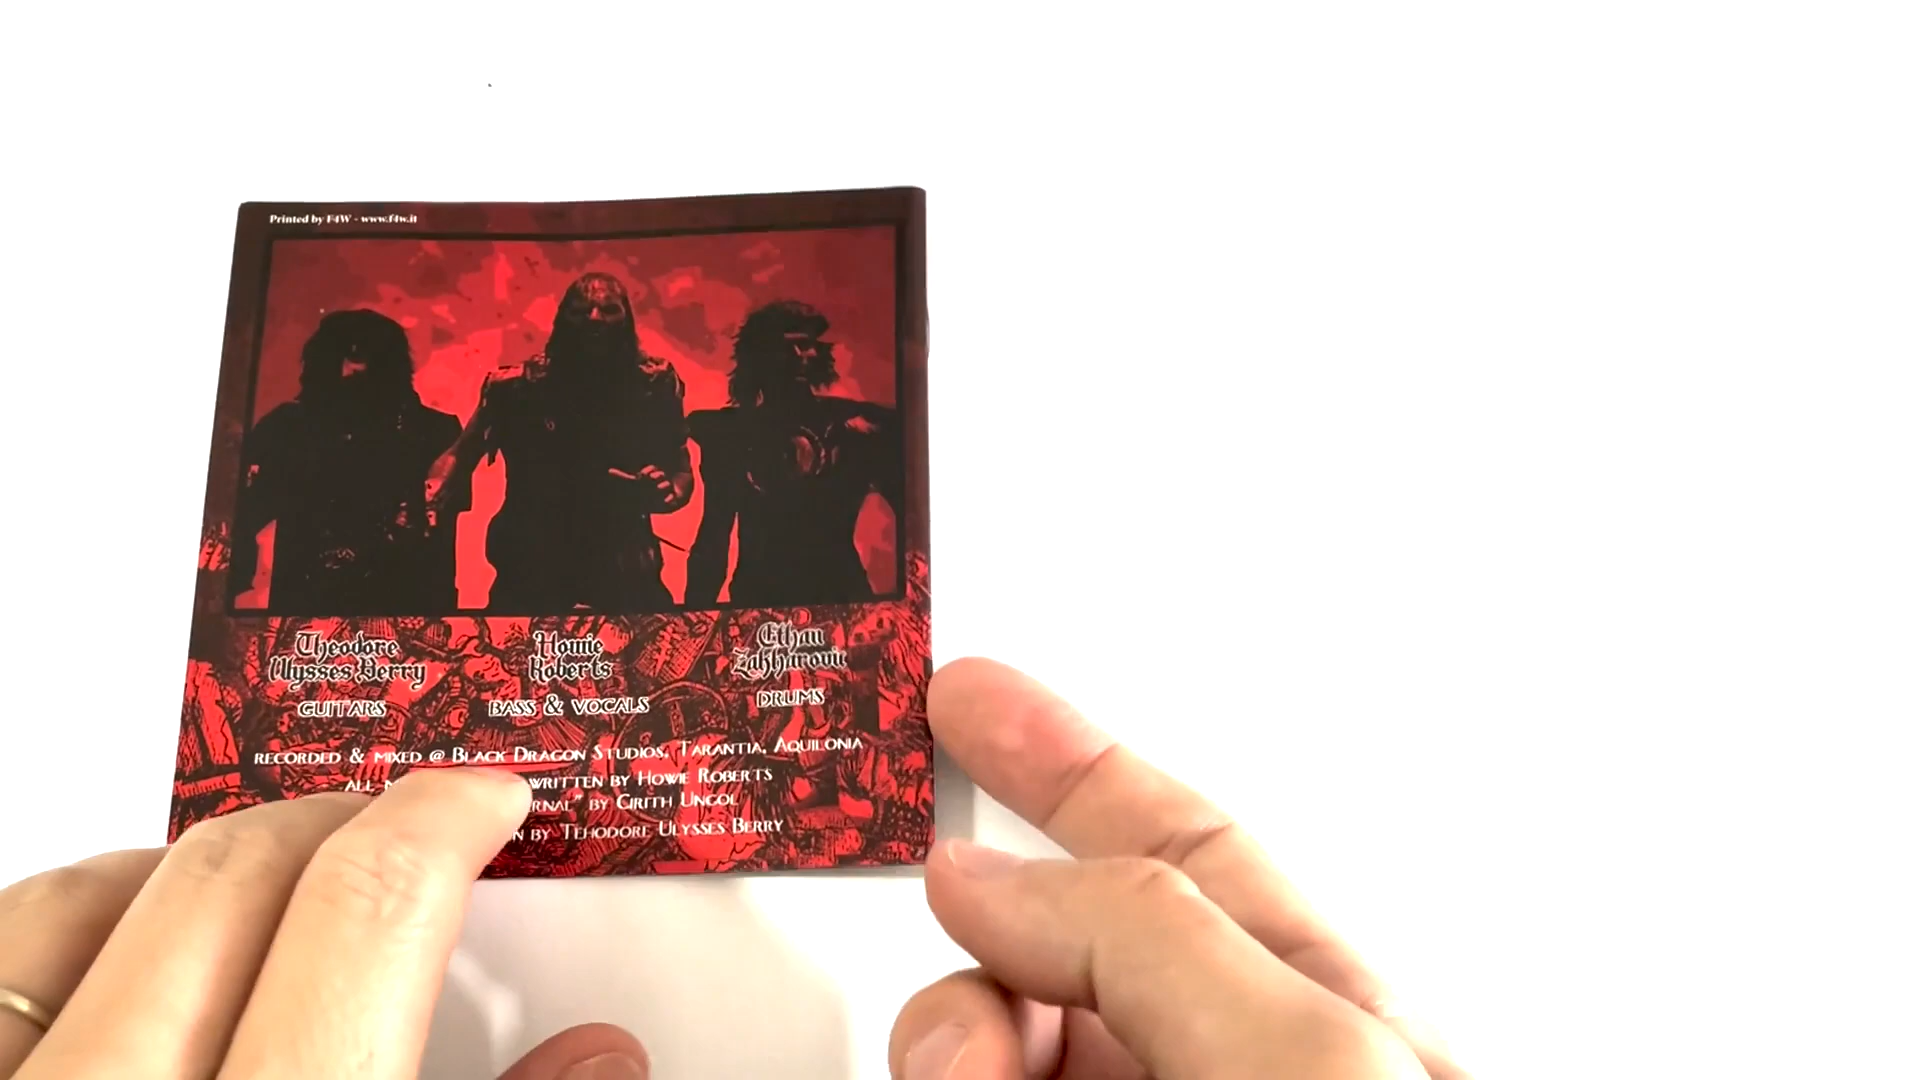 Printed by F4W - www.f4w.it
Theodore
Ulysses Berry
GUITARS
Howie
Roberts
BASS & VOCALS
Ethan
Zakharovic
DRUMS
RECORDED & MIXED @ BLACK DRAGON STUDIOS, TARANTIA, AQUILONIA
ALL WRITTEN BY HOWIE ROBERTS
" BY CIRITH UNGOL
BY TEHODORE ULYSSES BERRY